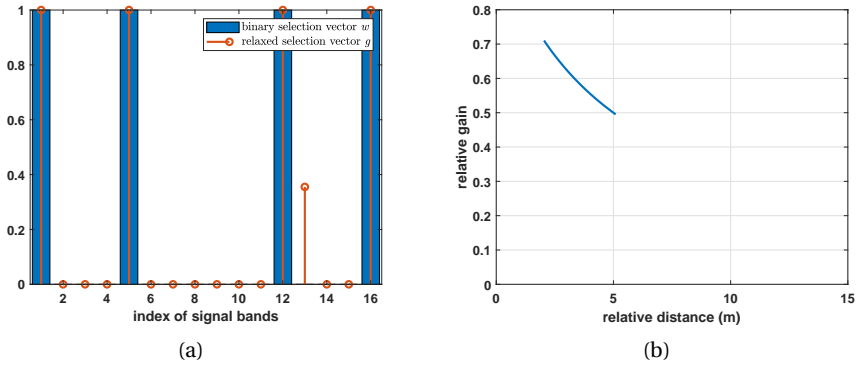 1
0.8
0.6
0.4
0.2
0
2 4 6 8 10 12 14 16
index of signal bands
binary selection vector w
relaxed selection vector g
(a)
0.8
0.7
0.6
0.5
0.4
0.3
0.2
0.1
0
0 5 10 15
relative gain
relative distance (m)
(b)